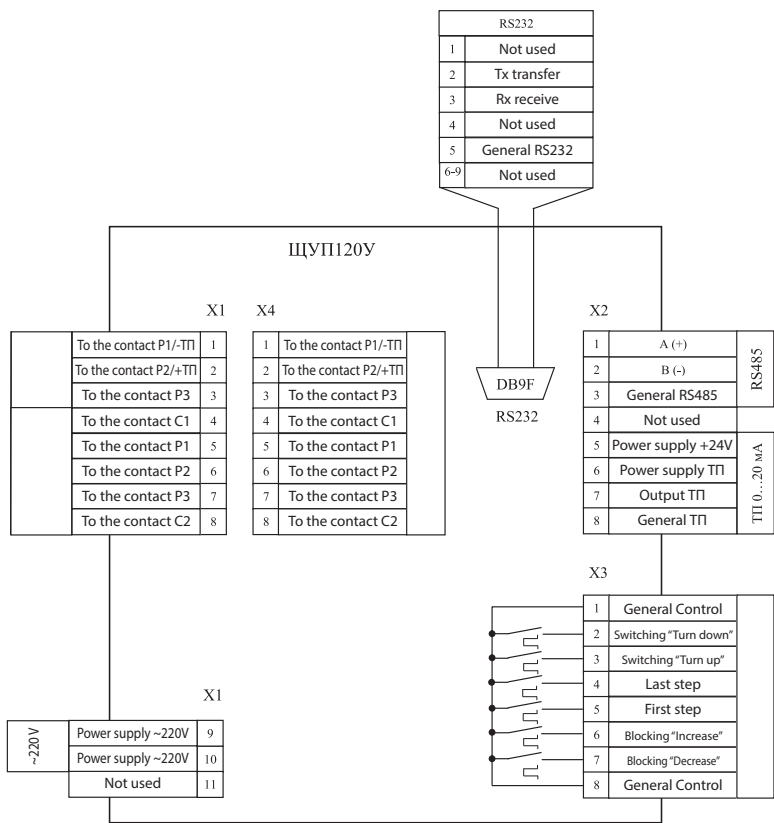 RS232
1 Not used
2 Tx transfer
3 Rx receive
4 Not used
5 General RS232
6-9 Not used
ЩУП120У
X1
To the contact P1/-ТП 1
To the contact P2/+ТП 2
To the contact P3 3
To the contact C1 4
To the contact P1 5
To the contact P2 6
To the contact P3 7
To the contact C2 8
X4
1 To the contact P1/-ТП
2 To the contact P2/+ТП
3 To the contact P3
4 To the contact C1
5 To the contact P1
6 To the contact P2
7 To the contact P3
8 To the contact C2
DB9F
RS232
X2
1 A (+)
2 B (-)
3 General RS485
4 Not used
5 Power supply +24V
6 Power supply ТП
7 Output ТП
8 General ТП
RS485
ТП 0...20 мА
X3
1 General Control
2 Switching "Turn down"
3 Switching "Turn up"
4 Last step
5 First step
6 Blocking "Increase"
7 Blocking "Decrease"
8 General Control
X1
~220 V
Power supply ~220V 9
Power supply ~220V 10
Not used 11